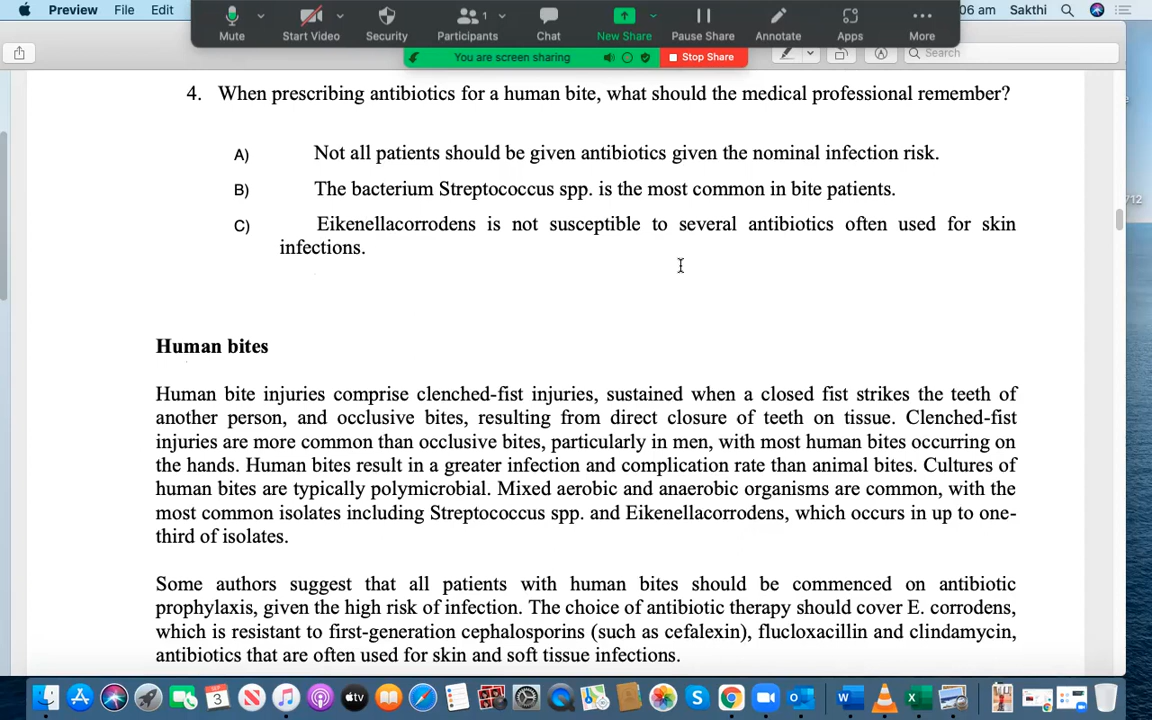 Preview File Edit
06 am Sakthi
Mute Start Video Security Participants 1 Chat New Share Pause Share Annotate Apps More
You are screen sharing Stop Share
Search
4. When prescribing antibiotics for a human bite, what should the medical professional remember?
A) Not all patients should be given antibiotics given the nominal infection risk.
B) The bacterium Streptococcus spp. is the most common in bite patients.
C) Eikenellacorrodens is not susceptible to several antibiotics often used for skin
infections.
Human bites
Human bite injuries comprise clenched-fist injuries, sustained when a closed fist strikes the teeth of
another person, and occlusive bites, resulting from direct closure of teeth on tissue. Clenched-fist
injuries are more common than occlusive bites, particularly in men, with most human bites occurring on
the hands. Human bites result in a greater infection and complication rate than animal bites. Cultures of
human bites are typically polymicrobial. Mixed aerobic and anaerobic organisms are common, with the
most common isolates including Streptococcus spp. and Eikenellacorrodens, which occurs in up to one-
third of isolates.
Some authors suggest that all patients with human bites should be commenced on antibiotic
prophylaxis, given the high risk of infection. The choice of antibiotic therapy should cover E. corrodens,
which is resistant to first-generation cephalosporins (such as cefalexin), flucloxacillin and clindamycin,
antibiotics that are often used for skin and soft tissue infections.
712
SEP
3
tv